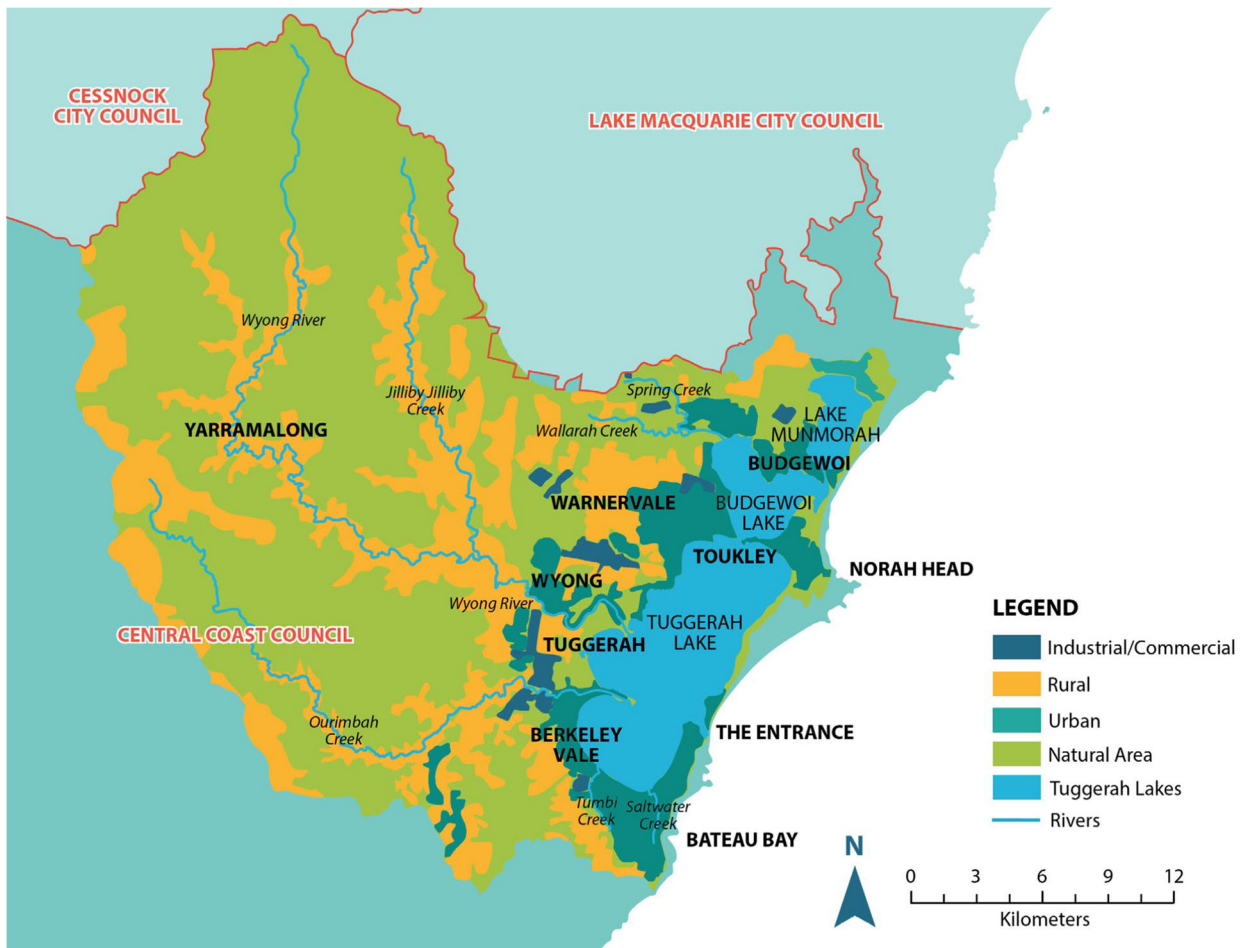 CESSNOCK
CITY COUNCIL
LAKE MACQUARIE CITY COUNCIL
Wyong River
Jilliby Jilliby
Creek
Spring Creek
Wallarah Creek
LAKE
MUNMORAH
YARRAMALONG
BUDGEWOI
WARNERVALE
BUDGEWOI
LAKE
TOUKLEY
NORAH HEAD
WYONG
Wyong River
TUGGERAH
LAKE
CENTRAL COAST COUNCIL
TUGGERAH
Ourimbah
Creek
BERKELEY
VALE
THE ENTRANCE
Tumbi
Creek
Saltwater
Creek
BATEAU BAY
LEGEND
Industrial/Commercial
Rural
Urban
Natural Area
Tuggerah Lakes
Rivers
N
0 3 6 9 12
Kilometers